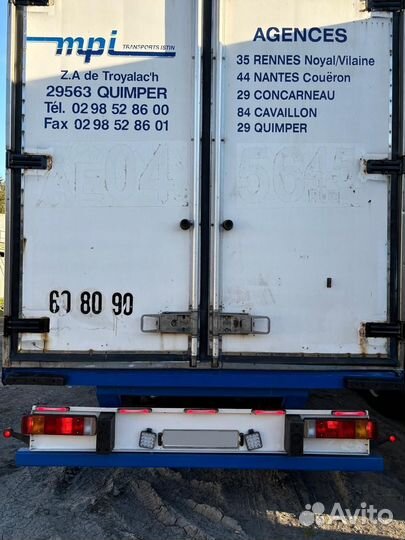 mpi TRANSPORTS ISTIN
Z.A de Troyalac'h
29563 QUIMPER
Tél. 02 98 52 86 00
Fax 02 98 52 86 01
AGENCES
35 RENNES Noyal/Vilaine
44 NANTES Couëron
29 CONCARNEAU
84 CAVAILLON
29 QUIMPER
60 80 90
Avito